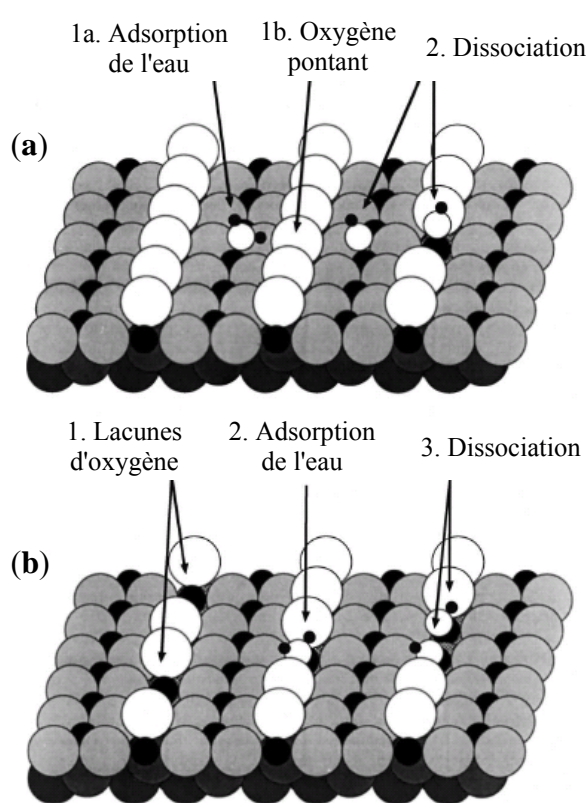 1a. Adsorption
de l'eau
1b. Oxygène
pontant
2. Dissociation
(a)
1. Lacunes
d'oxygène
2. Adsorption
de l'eau
3. Dissociation
(b)